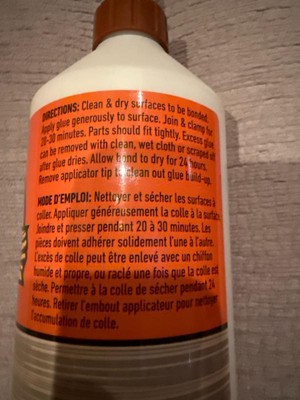 DIRECTIONS: Clean & dry surfaces to be bonded.
Apply glue generously to surface. Join & clamp for
20-30 minutes. Parts should fit tightly. Excess glue
can be removed with clean, wet cloth or scraped off
after glue dries. Allow bond to dry for 24 hours.
Remove applicator tip to clean out glue build-up.
MODE D'EMPLOI: Nettoyer et sécher les surfaces à
coller. Appliquer généreusement la colle à la surface.
Joindre et presser pendant 20 à 30 minutes. Les
pièces doivent adhérer solidement l'une à l'autre.
L'excès de colle peut être enlevé avec un chiffon
humide et propre, ou raclé une fois que la colle est
sèche. Permettre à la colle de sécher pendant 24
heures. Retirer l'embout applicateur pour nettoyer
l'accumulation de colle.